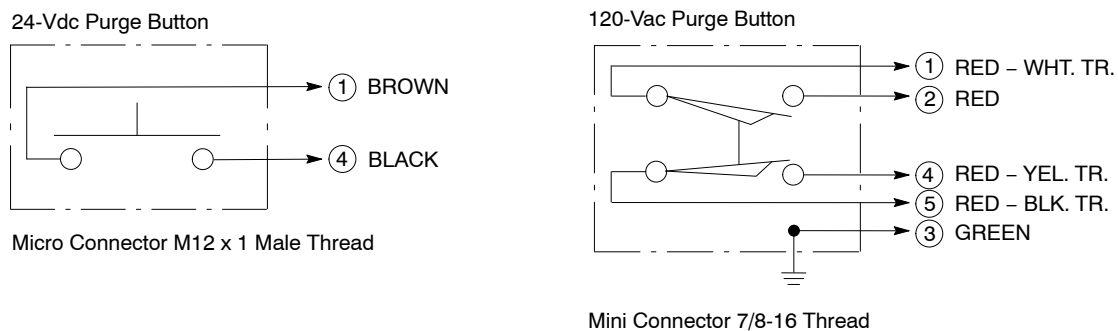 24-Vdc Purge Button
1 BROWN
4 BLACK
Micro Connector M12 x 1 Male Thread
120-Vac Purge Button
1 RED – WHT. TR.
2 RED
4 RED – YEL. TR.
5 RED – BLK. TR.
3 GREEN
Mini Connector 7/8-16 Thread